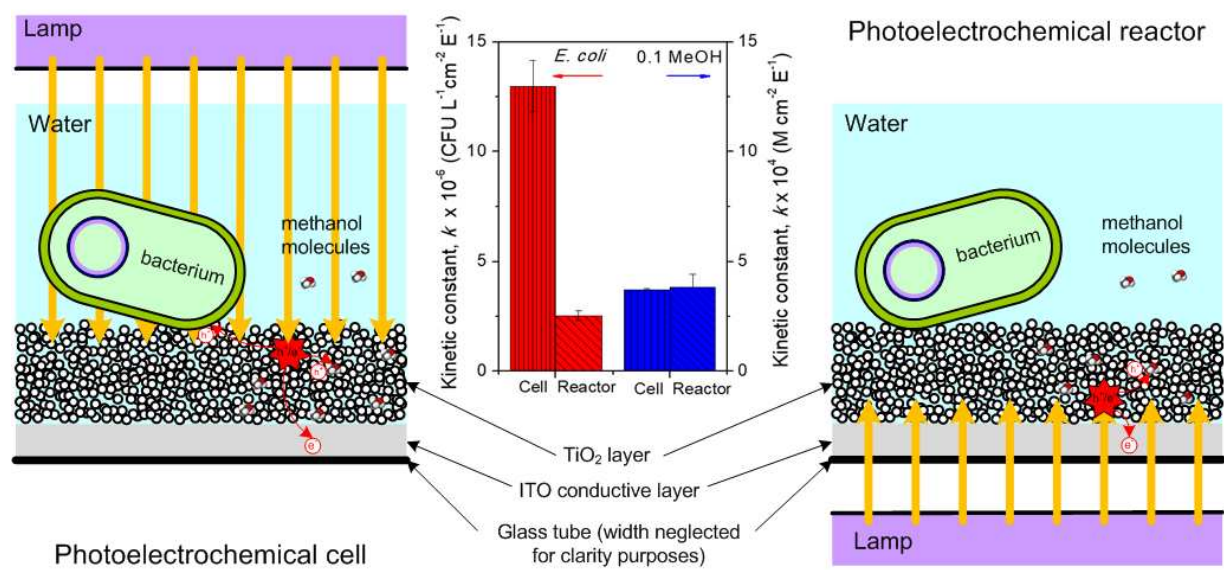 Lamp
Water
methanol
molecules
bacterium
h⁺
h⁺/e⁻
h⁺
e⁻
Photoelectrochemical cell
Kinetic constant, k x 10⁻⁶ (CFU L⁻¹cm⁻² E⁻¹)
15
10
5
0
E. coli
0.1 MeOH
Cell
Reactor
Cell
Reactor
15
10
5
0
Kinetic constant, k x 10⁴ (M cm⁻² E⁻¹)
TiO₂ layer
ITO conductive layer
Glass tube (width neglected
for clarity purposes)
Photoelectrochemical reactor
Water
methanol
molecules
bacterium
h⁺
h⁺/e⁻
e⁻
Lamp